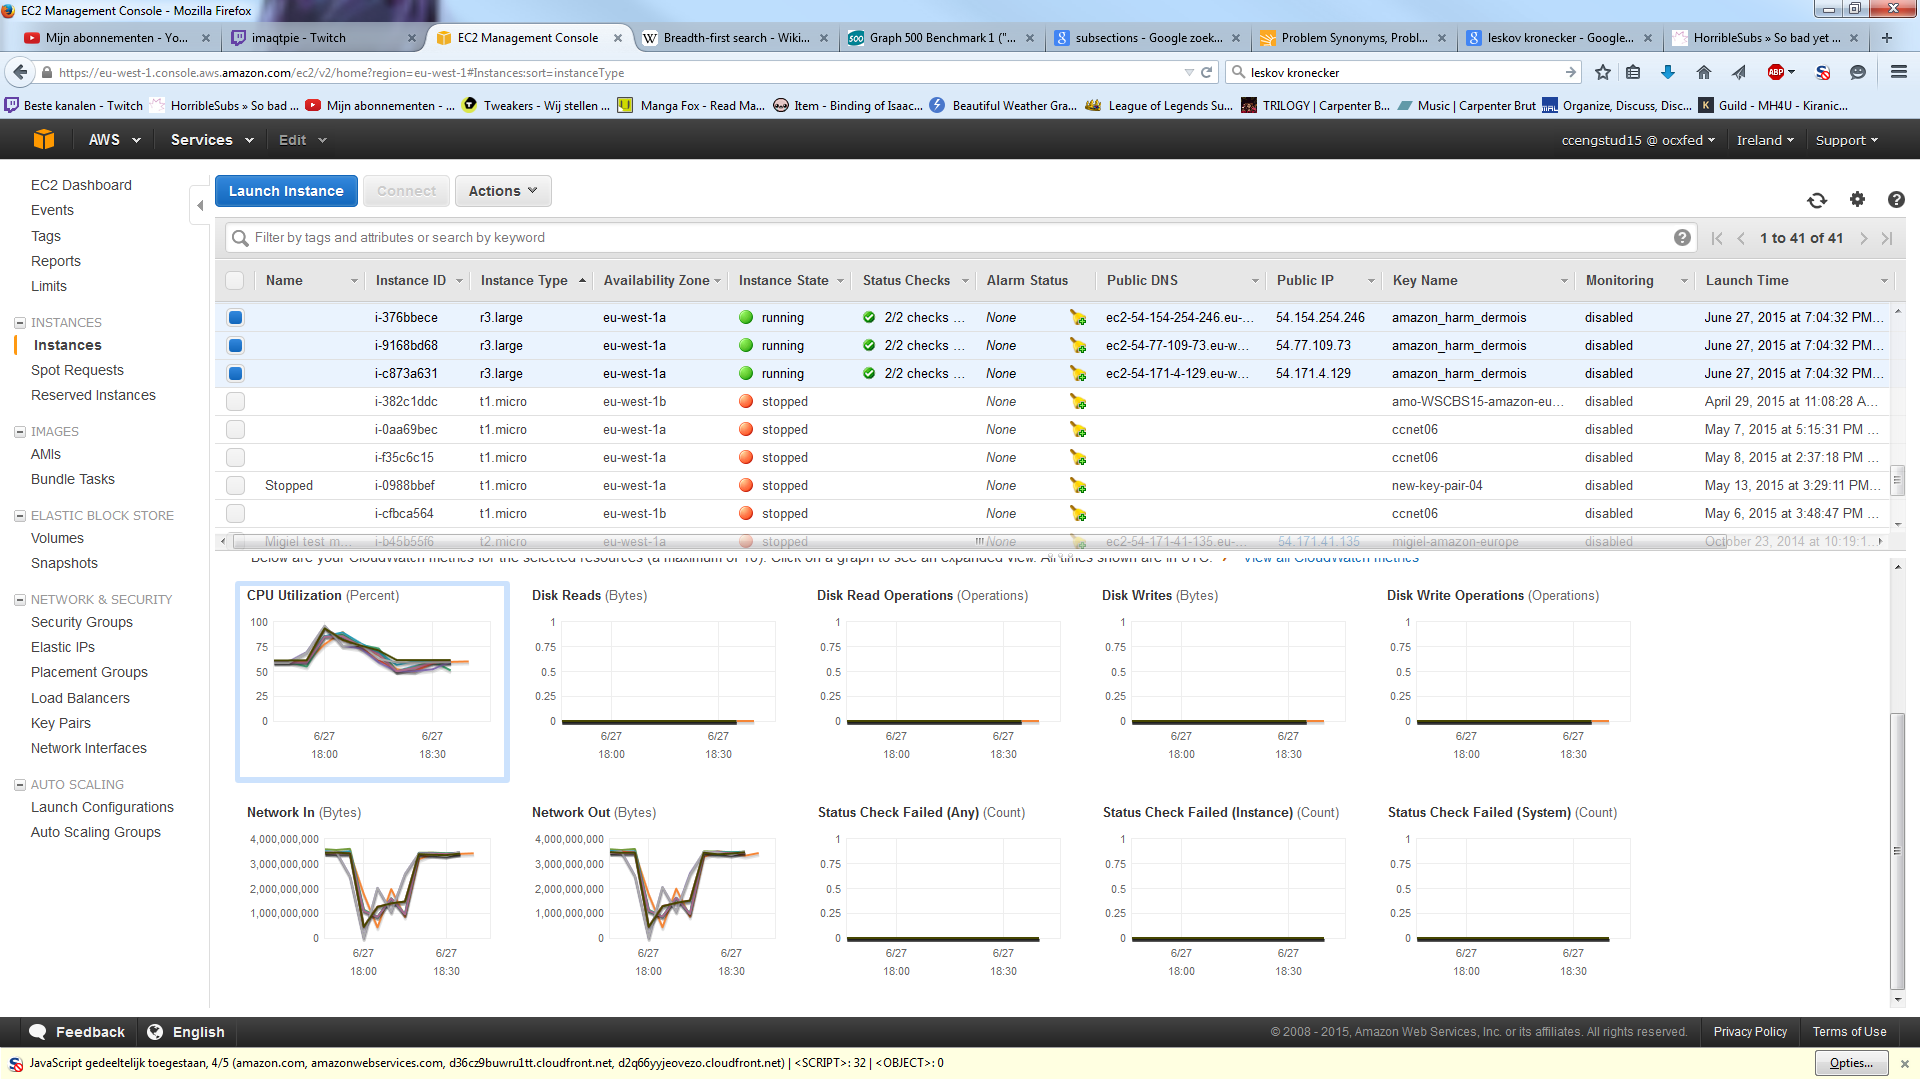 EC2 Management Console - Mozilla Firefox
Mijn abonnementen - Yo... imaqtpie - Twitch EC2 Management Console Breadth-first search - Wiki... Graph 500 Benchmark 1 ("... subsections - Google zoek... Problem Synonyms, Probl... leskov kronecker - Google... HorribleSubs » So bad yet ...
https://eu-west-1.console.aws.amazon.com/ec2/v2/home?region=eu-west-1#Instances:sort=instanceType leskov kronecker ABP
Beste kanalen - Twitch HorribleSubs » So bad ... Mijn abonnementen - ... Tweakers - Wij stellen ... Manga Fox - Read Ma... Item - Binding of Isaac... Beautiful Weather Gra... League of Legends Su... TRILOGY | Carpenter B... Music | Carpenter Brut MAL Organize, Discuss, Disc... Guild - MH4U - Kiranic...
AWS Services Edit ccengstud15 @ ocxfed Ireland Support
EC2 Dashboard
Events
Tags
Reports
Limits
INSTANCES
Instances
Spot Requests
Reserved Instances
IMAGES
AMIs
Bundle Tasks
ELASTIC BLOCK STORE
Volumes
Snapshots
NETWORK & SECURITY
Security Groups
Elastic IPs
Placement Groups
Load Balancers
Key Pairs
Network Interfaces
AUTO SCALING
Launch Configurations
Auto Scaling Groups
Launch Instance Connect Actions
Filter by tags and attributes or search by keyword 1 to 41 of 41
Name Instance ID Instance Type Availability Zone Instance State Status Checks Alarm Status Public DNS Public IP Key Name Monitoring Launch Time
i-376bbece r3.large eu-west-1a running 2/2 checks ... None ec2-54-154-254-246.eu-... 54.154.254.246 amazon_harm_dermois disabled June 27, 2015 at 7:04:32 PM...
i-9168bd68 r3.large eu-west-1a running 2/2 checks ... None ec2-54-77-109-73.eu-w... 54.77.109.73 amazon_harm_dermois disabled June 27, 2015 at 7:04:32 PM...
i-c873a631 r3.large eu-west-1a running 2/2 checks ... None ec2-54-171-4-129.eu-w... 54.171.4.129 amazon_harm_dermois disabled June 27, 2015 at 7:04:32 PM...
i-382c1ddc t1.micro eu-west-1b stopped None amo-WSCBS15-amazon-eu... disabled April 29, 2015 at 11:08:28 A...
i-0aa69bec t1.micro eu-west-1a stopped None ccnet06 disabled May 7, 2015 at 5:15:31 PM ...
i-f35c6c15 t1.micro eu-west-1a stopped None ccnet06 disabled May 8, 2015 at 2:37:18 PM ...
Stopped i-0988bbef t1.micro eu-west-1a stopped None new-key-pair-04 disabled May 13, 2015 at 3:29:11 PM...
i-cfbca564 t1.micro eu-west-1b stopped None ccnet06 disabled May 6, 2015 at 3:48:47 PM ...
Migiel test m... i-b45b55f6 t2.micro eu-west-1a stopped None ec2-54-171-41-135.eu-... 54.171.41.135 migiel-amazon-europe disabled October 23, 2014 at 10:19:1...
Below are your CloudWatch metrics for the selected resources (a maximum of 10). Click on a graph to see an expanded view. All times shown are in UTC. View all CloudWatch metrics
CPU Utilization (Percent) Disk Reads (Bytes) Disk Read Operations (Operations) Disk Writes (Bytes) Disk Write Operations (Operations)
100 1 1 1 1
75 0.75 0.75 0.75 0.75
50 0.5 0.5 0.5 0.5
25 0.25 0.25 0.25 0.25
0 0 0 0 0
6/27 6/27 6/27 6/27 6/27 6/27 6/27 6/27 6/27 6/27
18:00 18:30 18:00 18:30 18:00 18:30 18:00 18:30 18:00 18:30
Network In (Bytes) Network Out (Bytes) Status Check Failed (Any) (Count) Status Check Failed (Instance) (Count) Status Check Failed (System) (Count)
4,000,000,000 4,000,000,000 1 1 1
3,000,000,000 3,000,000,000 0.75 0.75 0.75
2,000,000,000 2,000,000,000 0.5 0.5 0.5
1,000,000,000 1,000,000,000 0.25 0.25 0.25
0 0 0 0 0
6/27 6/27 6/27 6/27 6/27 6/27 6/27 6/27 6/27 6/27
18:00 18:30 18:00 18:30 18:00 18:30 18:00 18:30 18:00 18:30
Feedback English © 2008 - 2015, Amazon Web Services, Inc. or its affiliates. All rights reserved. Privacy Policy Terms of Use
JavaScript gedeeltelijk toegestaan, 4/5 (amazon.com, amazonwebservices.com, d36cz9buwru1tt.cloudfront.net, d2q66yyjeovezo.cloudfront.net) | <SCRIPT>: 32 | <OBJECT>: 0 Opties...